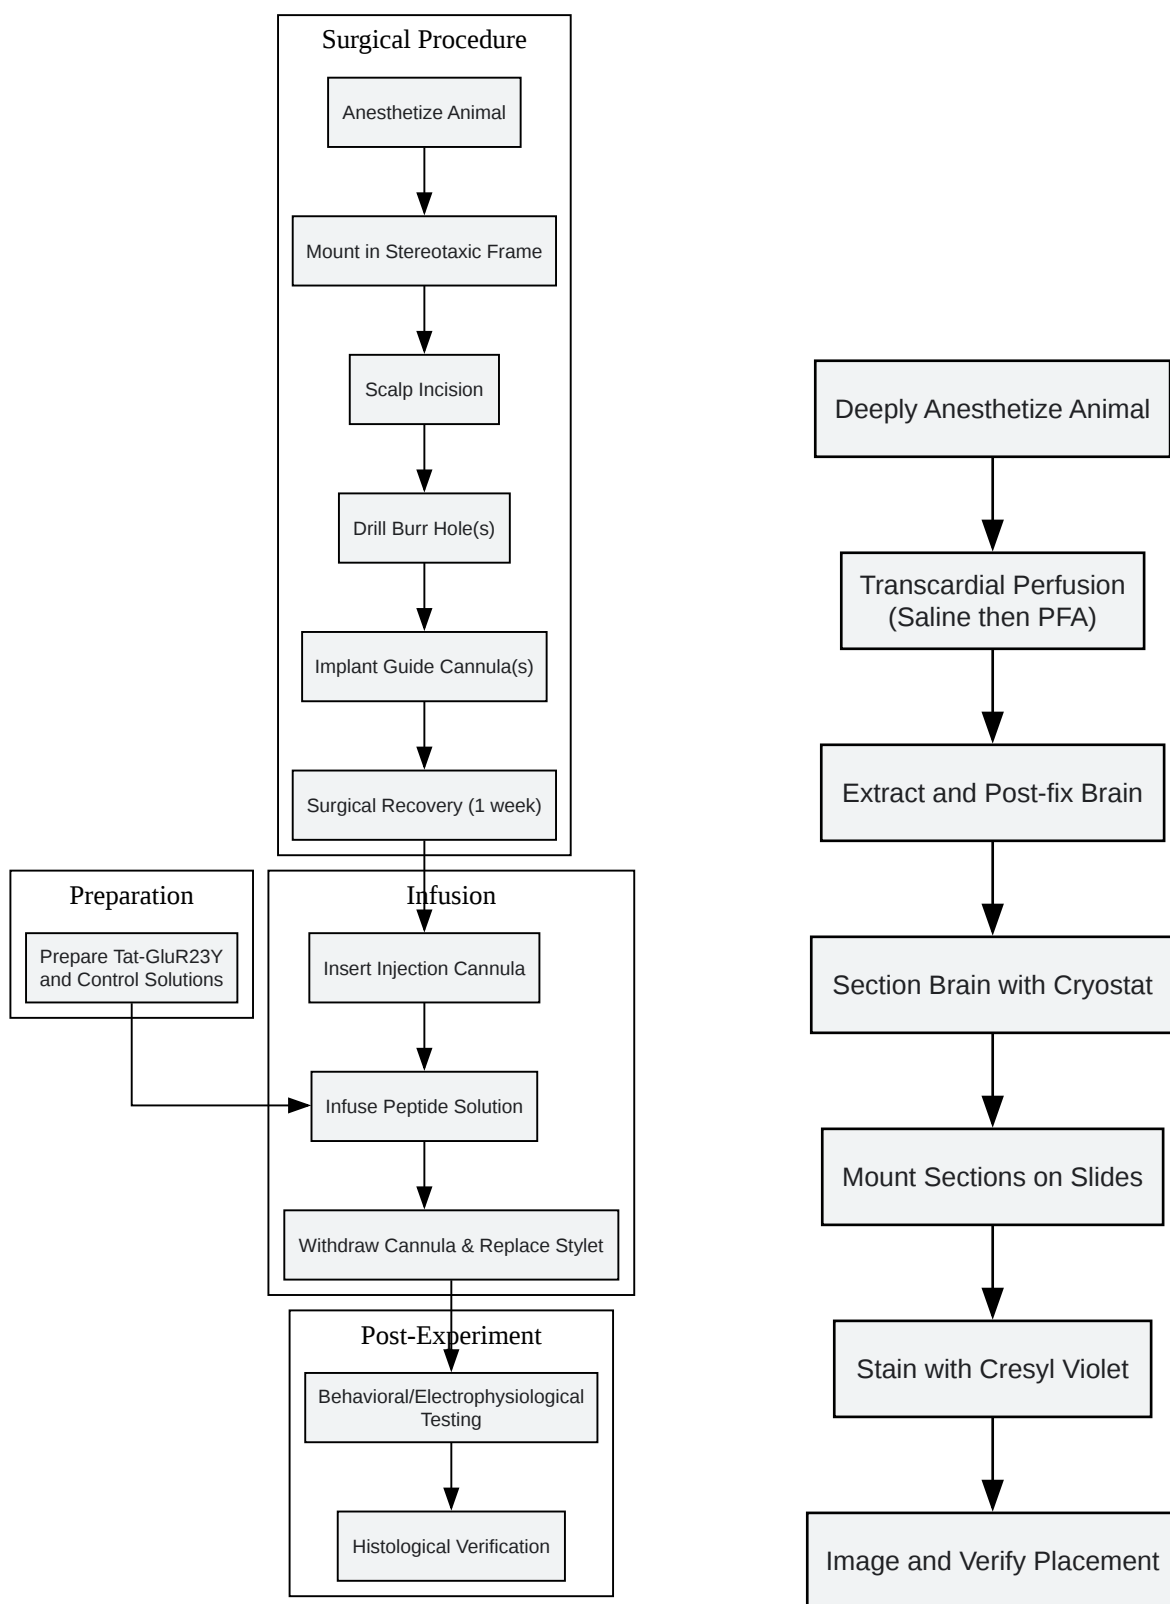 Surgical Procedure
Anesthetize Animal
Mount in Stereotaxic Frame
Scalp Incision
Drill Burr Hole(s)
Implant Guide Cannula(s)
Surgical Recovery (1 week)
Preparation
Prepare Tat-GluR23Y
and Control Solutions
Infusion
Insert Injection Cannula
Infuse Peptide Solution
Withdraw Cannula & Replace Stylet
Post-Experiment
Behavioral/Electrophysiological
Testing
Histological Verification
Deeply Anesthetize Animal
Transcardial Perfusion
(Saline then PFA)
Extract and Post-fix Brain
Section Brain with Cryostat
Mount Sections on Slides
Stain with Cresyl Violet
Image and Verify Placement